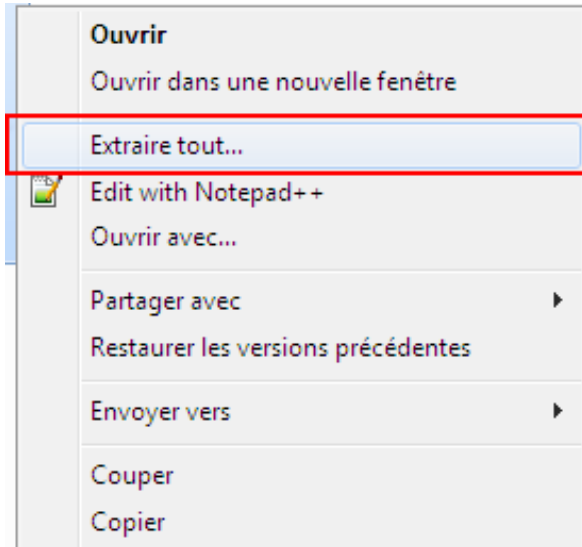 Ouvrir
Ouvrir dans une nouvelle fenêtre
Extraire tout...
Edit with Notepad++
Ouvrir avec...
Partager avec
Restaurer les versions précédentes
Envoyer vers
Couper
Copier